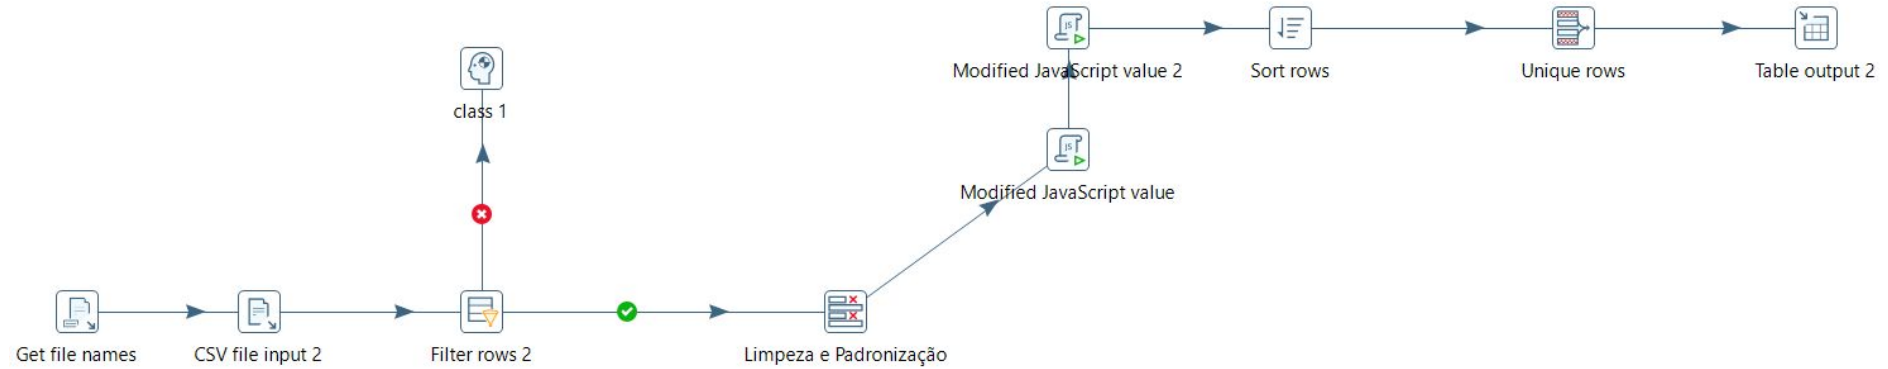 Modified JavaScript value 2
Sort rows
Unique rows
Table output 2
class 1
Modified JavaScript value
Get file names
CSV file input 2
Filter rows 2
Limpeza e Padronização